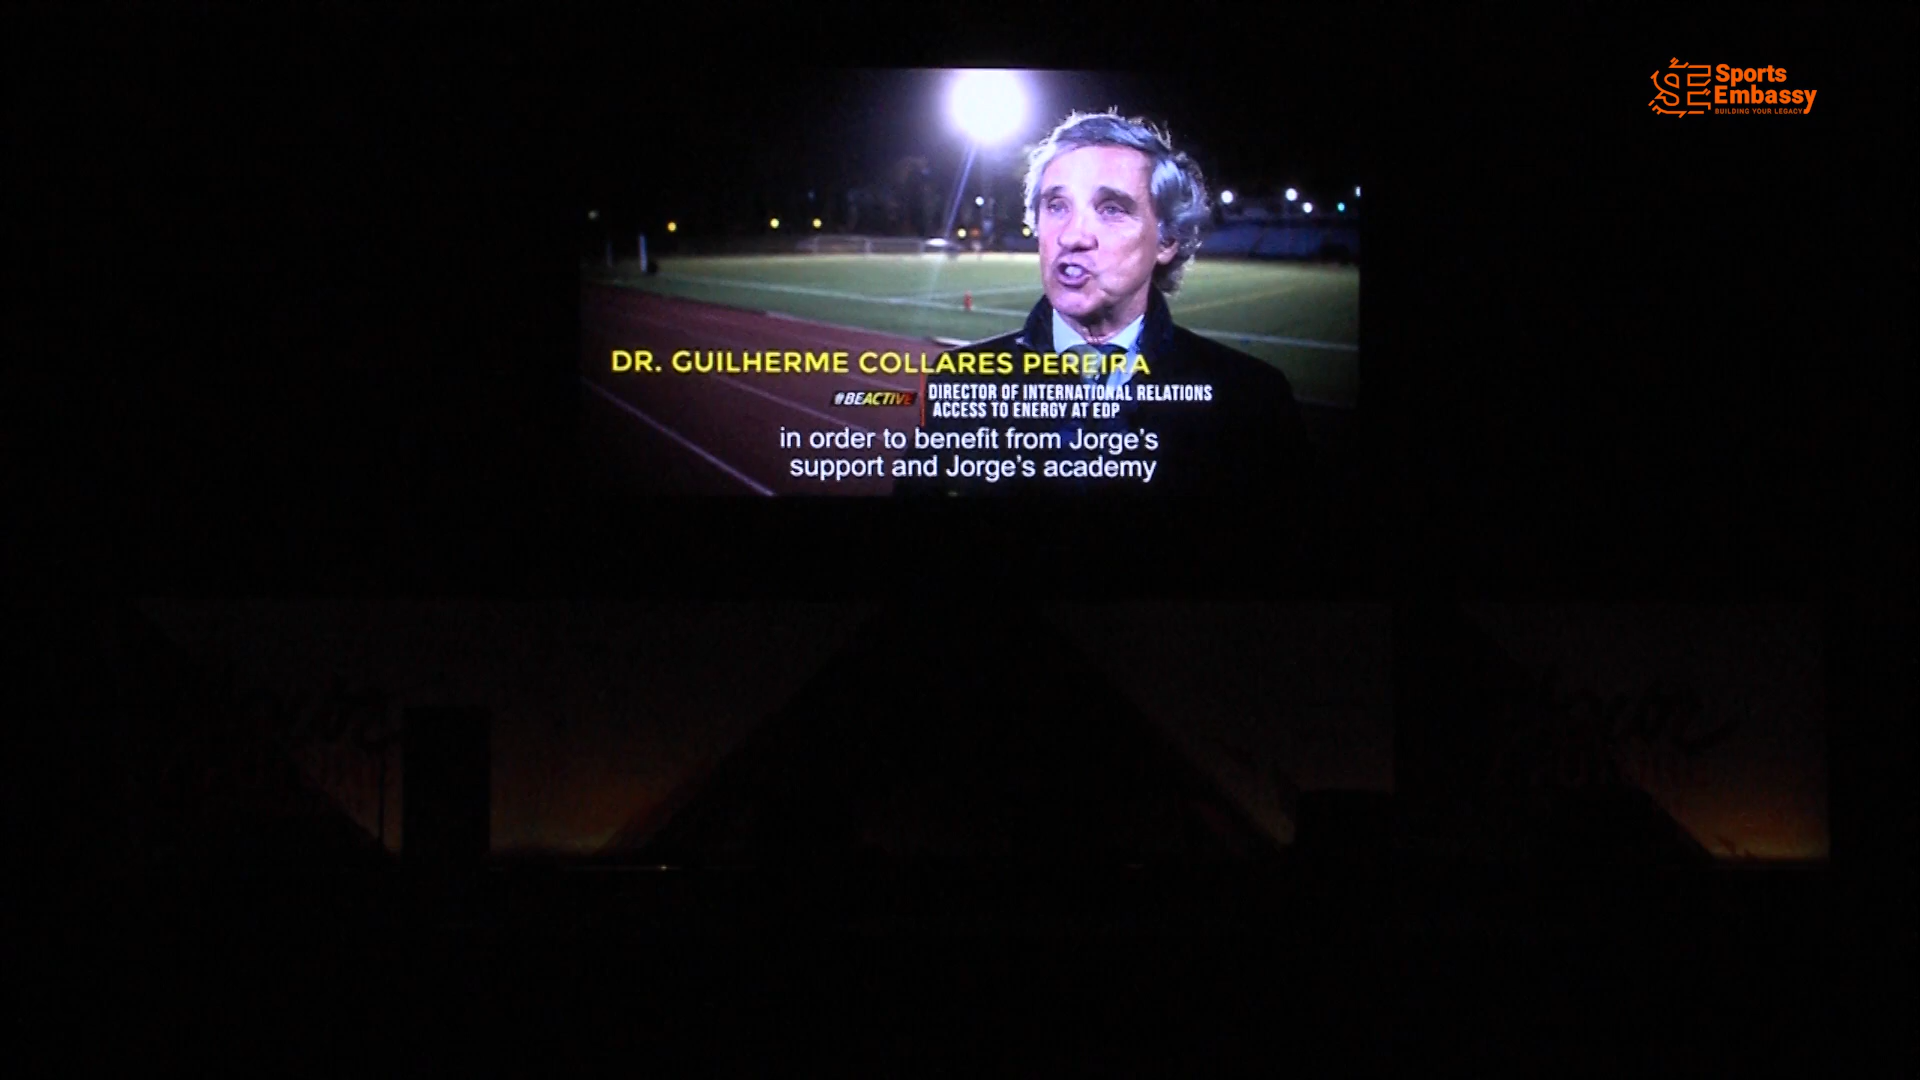 Sports
Embassy
BUILDING YOUR LEGACY
DR. GUILHERME COLLARES PEREIRA
#BEACTIVE
DIRECTOR OF INTERNATIONAL RELATIONS
ACCESS TO ENERGY AT EDP
in order to benefit from Jorge's
support and Jorge's academy